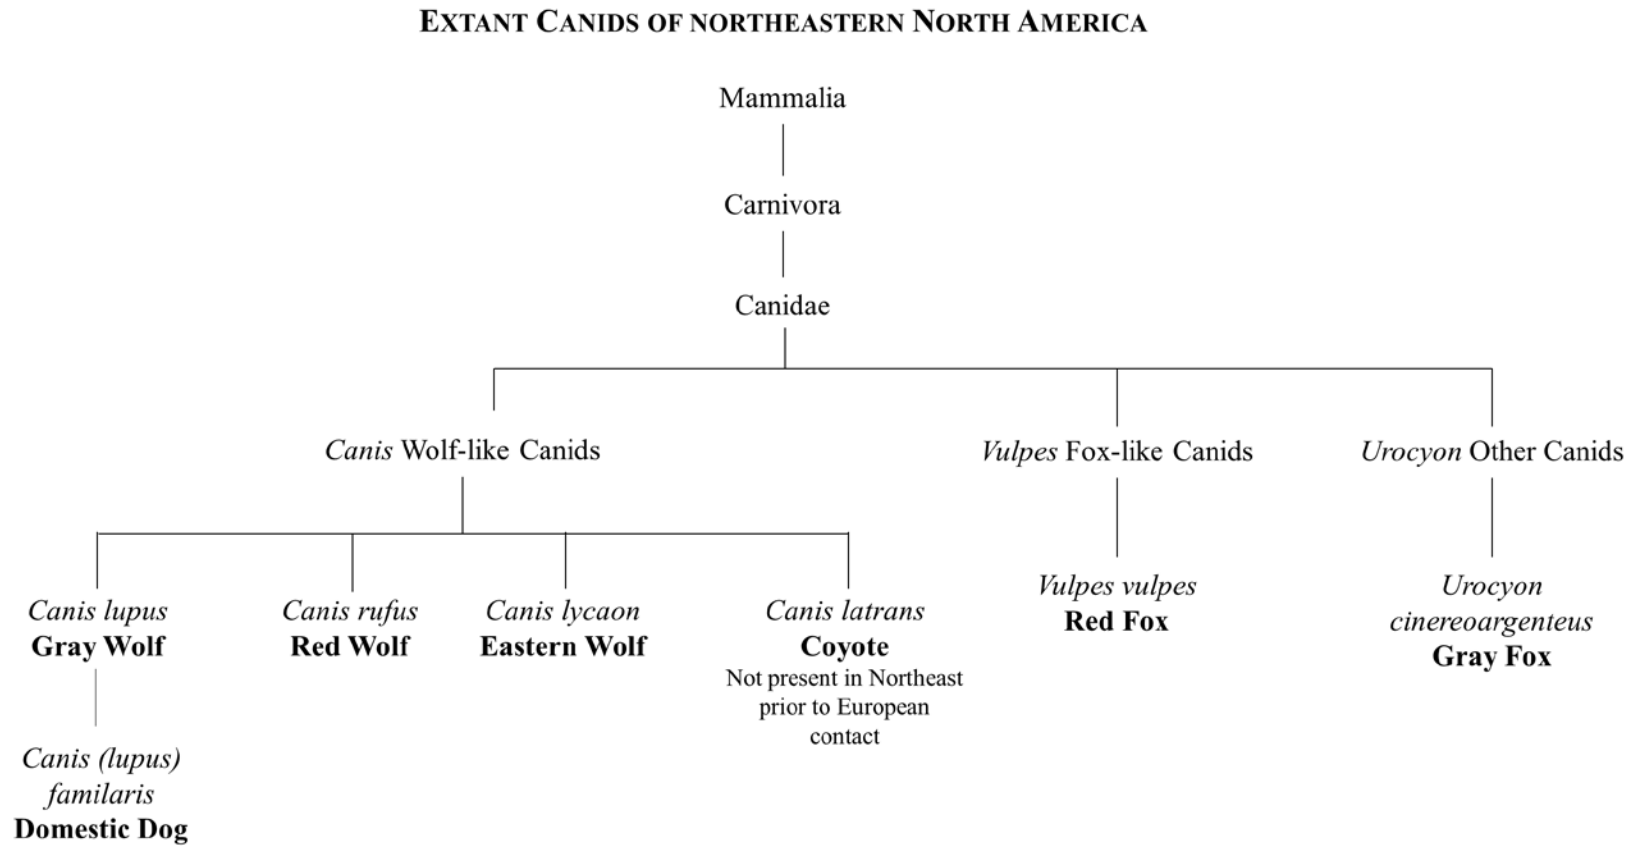 EXTANT CANIDS OF NORTHEASTERN NORTH AMERICA
Mammalia
Carnivora
Canidae
Canis Wolf-like Canids
Vulpes Fox-like Canids
Urocyon Other Canids
Canis lupus
Gray Wolf
Canis rufus
Red Wolf
Canis lycaon
Eastern Wolf
Canis latrans
Coyote
Not present in Northeast
prior to European
contact
Vulpes vulpes
Red Fox
Urocyon
cinereoargenteus
Gray Fox
Canis (lupus)
familaris
Domestic Dog